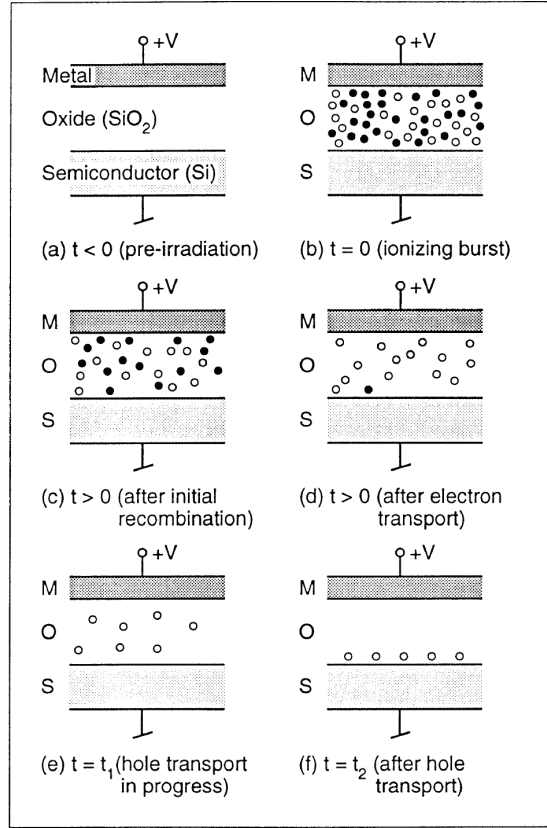 +V
Metal
Oxide (SiO₂)
Semiconductor (Si)
(a) t < 0 (pre-irradiation)
+V
M
O
S
(b) t = 0 (ionizing burst)
+V
M
O
S
(c) t > 0 (after initial
recombination)
+V
M
O
S
(d) t > 0 (after electron
transport)
+V
M
O
S
(e) t = t₁ (hole transport
in progress)
+V
M
O
S
(f) t = t₂ (after hole
transport)